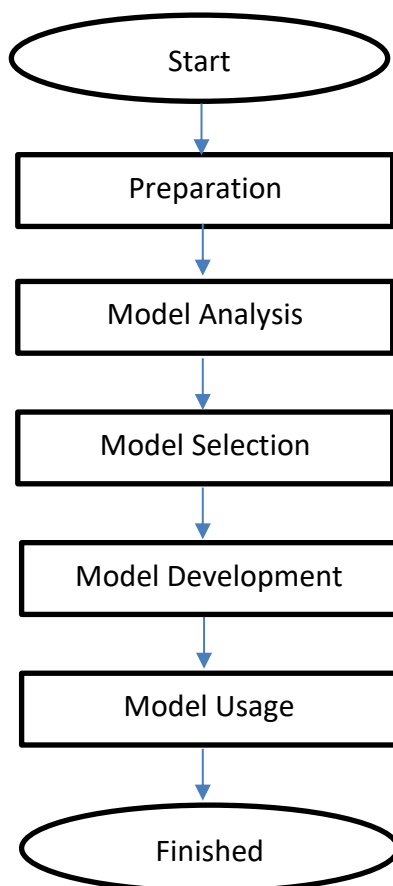 Start
Preparation
Model Analysis
Model Selection
Model Development
Model Usage
Finished